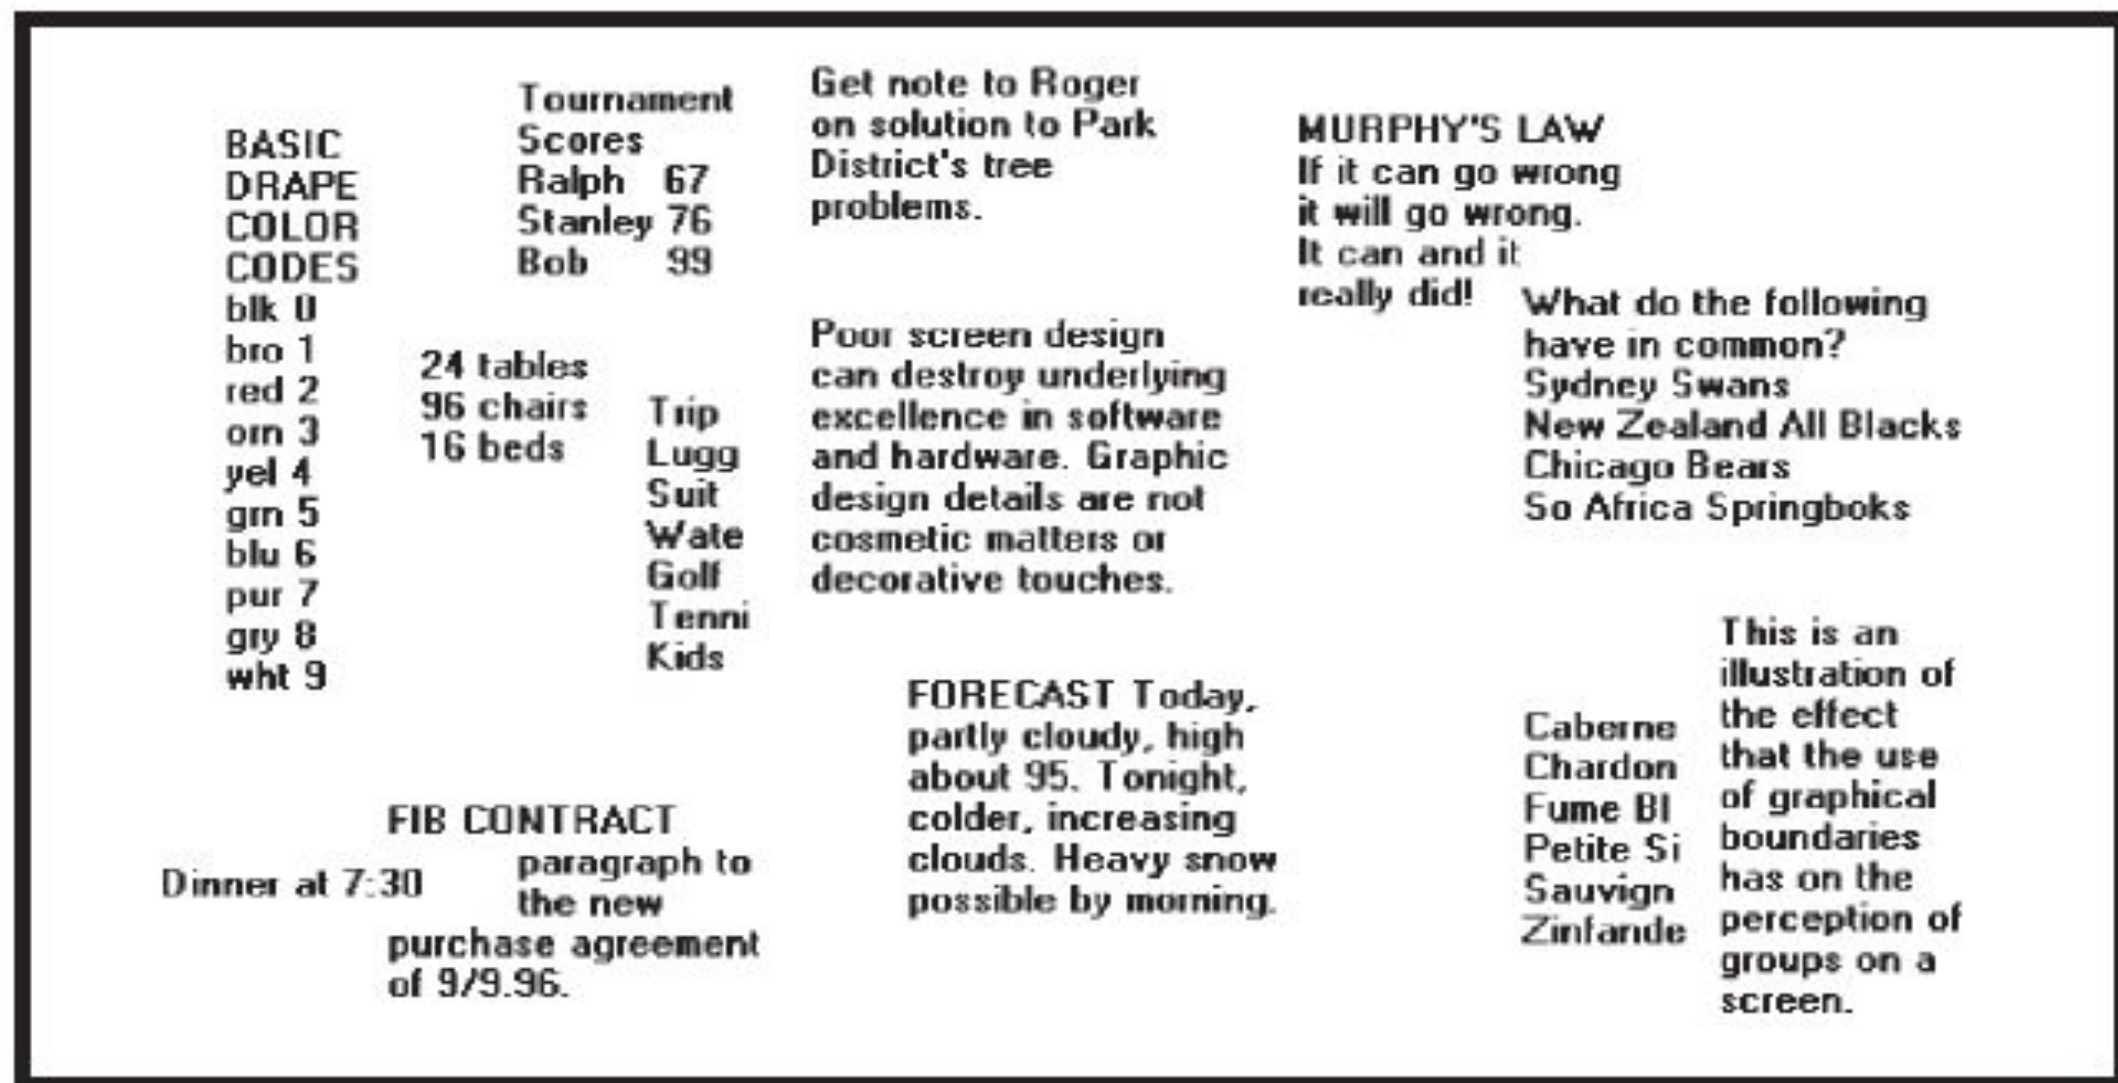 BASIC
DRAPE
COLOR
CODES
blk 0
bro 1
red 2
orn 3
yel 4
grn 5
blu 6
pur 7
gry 8
wht 9
Tournament
Scores
Ralph 67
Stanley 76
Bob 99
24 tables
96 chairs
16 beds
Trip
Lugg
Suit
Wate
Golf
Tenni
Kids
Dinner at 7:30
FIB CONTRACT
paragraph to
the new
purchase agreement
of 9/9.96.
Get note to Roger
on solution to Park
District's tree
problems.
Poor screen design
can destroy underlying
excellence in software
and hardware. Graphic
design details are not
cosmetic matters or
decorative touches.
FORECAST Today,
partly cloudy, high
about 95. Tonight,
colder, increasing
clouds. Heavy snow
possible by morning.
MURPHY'S LAW
If it can go wrong
it will go wrong.
It can and it
really did!
What do the following
have in common?
Sydney Swans
New Zealand All Blacks
Chicago Bears
So Africa Springboks
Caberne
Chardon
Fume Bl
Petite Si
Sauvign
Zinfande
This is an
illustration of
the effect
that the use
of graphical
boundaries
has on the
perception of
groups on a
screen.